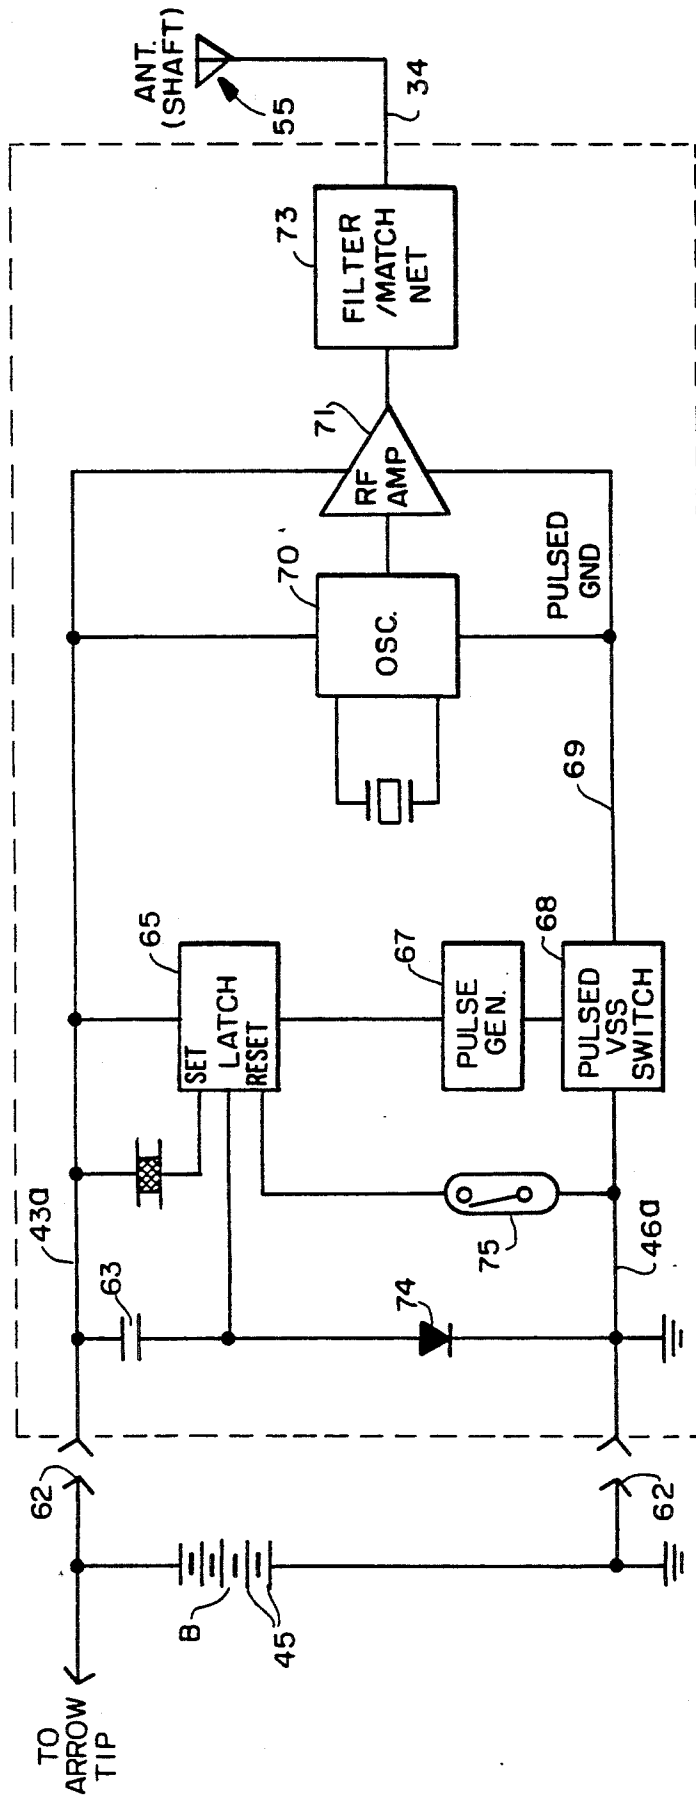 TO
ARROW
TIP
62
B
45
62
43a
63
74
46a
75
SET
LATCH
RESET
65
PULSE
GEN.
67
PULSED
VSS
SWITCH
68
69
OSC.
70
PULSED
GND
RF
AMP
71
FILTER
/MATCH
NET
73
34
ANT.
(SHAFT)
55